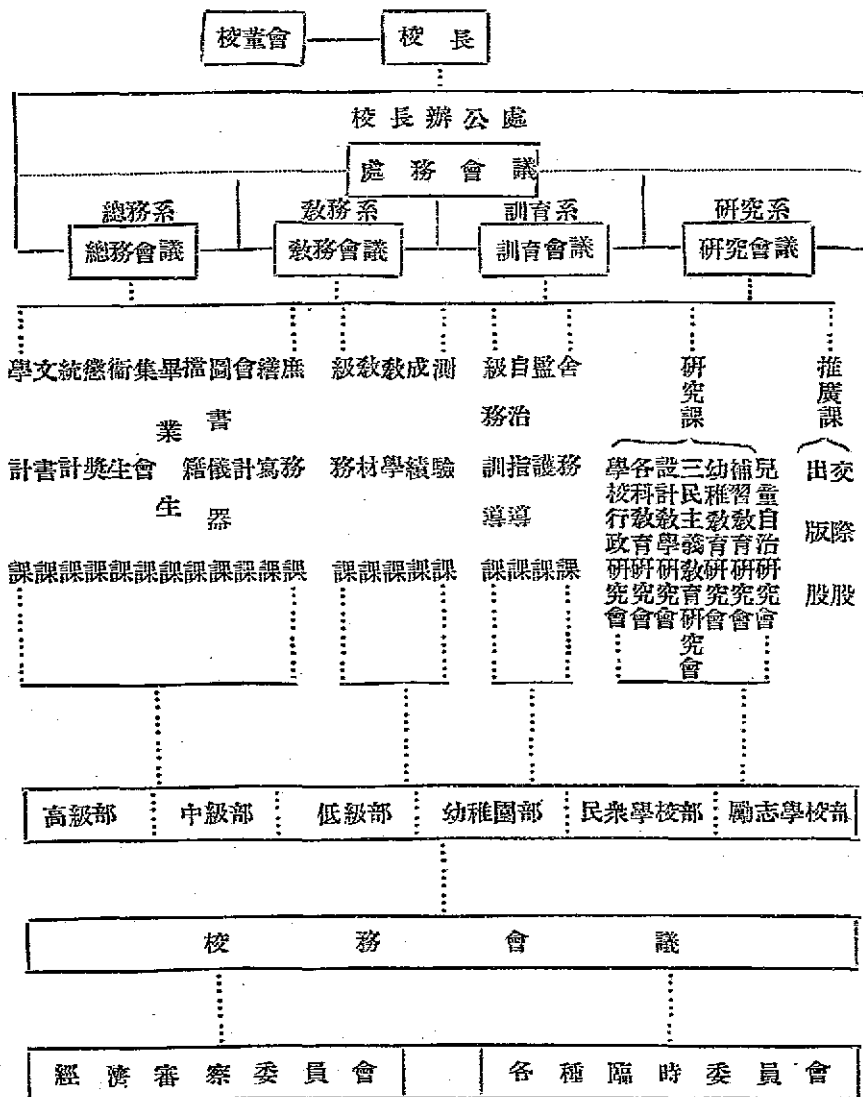 校董會
校長
校長辦公處
處務會議
總務系
教務系
訓育系
研究系
總務會議
教務會議
訓育會議
研究會議
學計課
文書課
統計課
懲獎課
衛生課
集會課
畢業生課
檔籍課
圖書儀器課
會計課
繕寫課
庶務課
級務課
教材課
教學課
成績課
測驗課
級務訓導課
自治指導課
監護課
舍務課
研究課
學校行政研究會
各科教育研究會
設計教學研究會
三民主義教育研究會
幼稚教育研究會
補習教育研究會
兒童自治研究會
推廣課
出版股
交際股
高級部
中級部
低級部
幼稚園部
民衆學校部
勵志學校部
校務會議
經濟審察委員會
各種臨時委員會